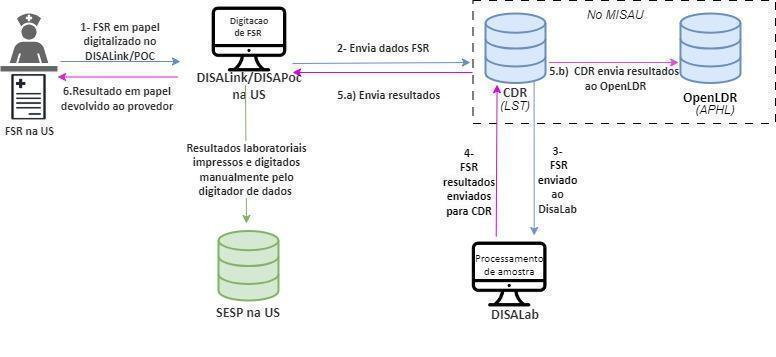 1- FSR em papel
digitalizado no
DISALink/POC
6.Resultado em papel
devolvido ao provedor
FSR na US
Digitacao
de FSR
DISALink/DISAPoc
na US
2- Envia dados FSR
5.a) Envia resultados
No MISAU
CDR
(LST)
5.b) CDR envia resultados
ao OpenLDR
OpenLDR
(APHL)
Resultados laboratoriais
impressos e digitados
manualmente pelo
digitador de dados
SESP na US
4-
FSR
resultados
enviados
para CDR
3-
FSR
enviado
ao
DisaLab
Processamento
de amostra
DISALab